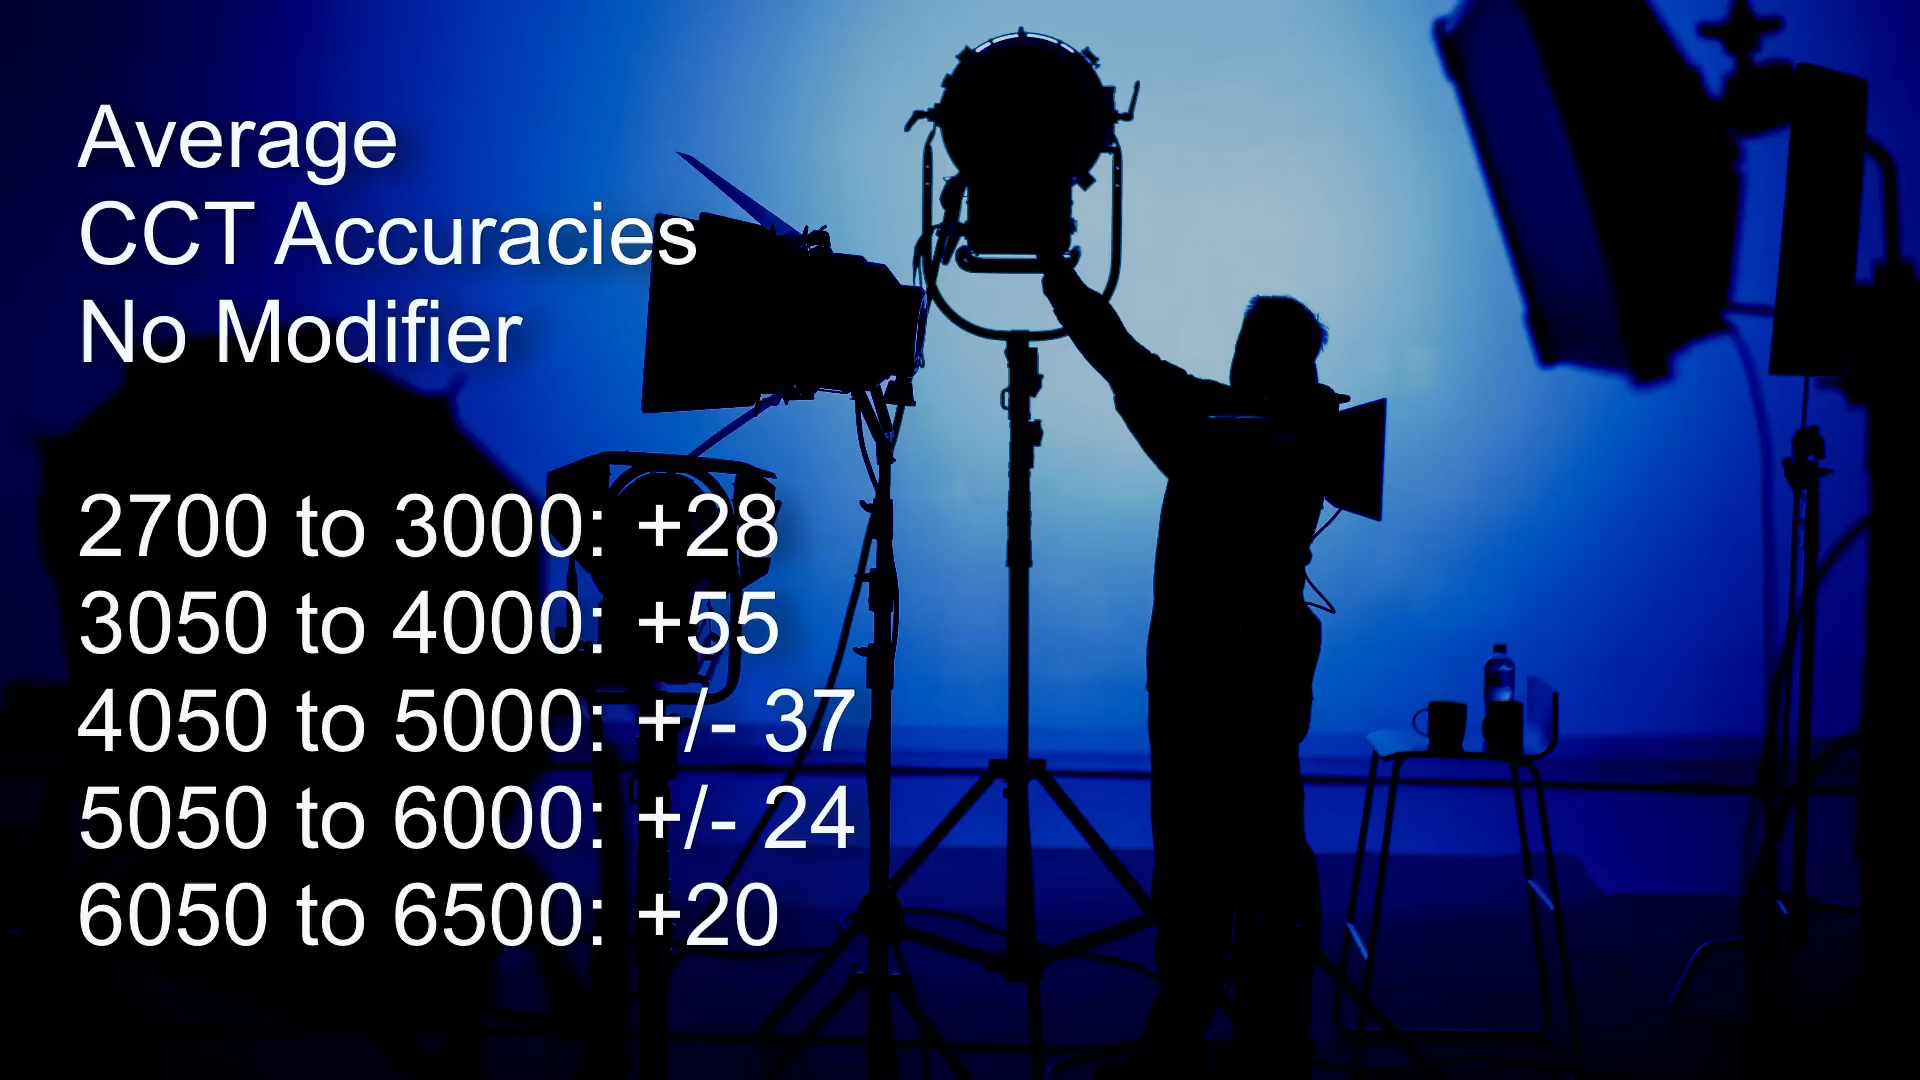 Average
CCT Accuracies
No Modifier
2700 to 3000: +28
3050 to 4000: +55
4050 to 5000: +/- 37
5050 to 6000: +/- 24
6050 to 6500: +20